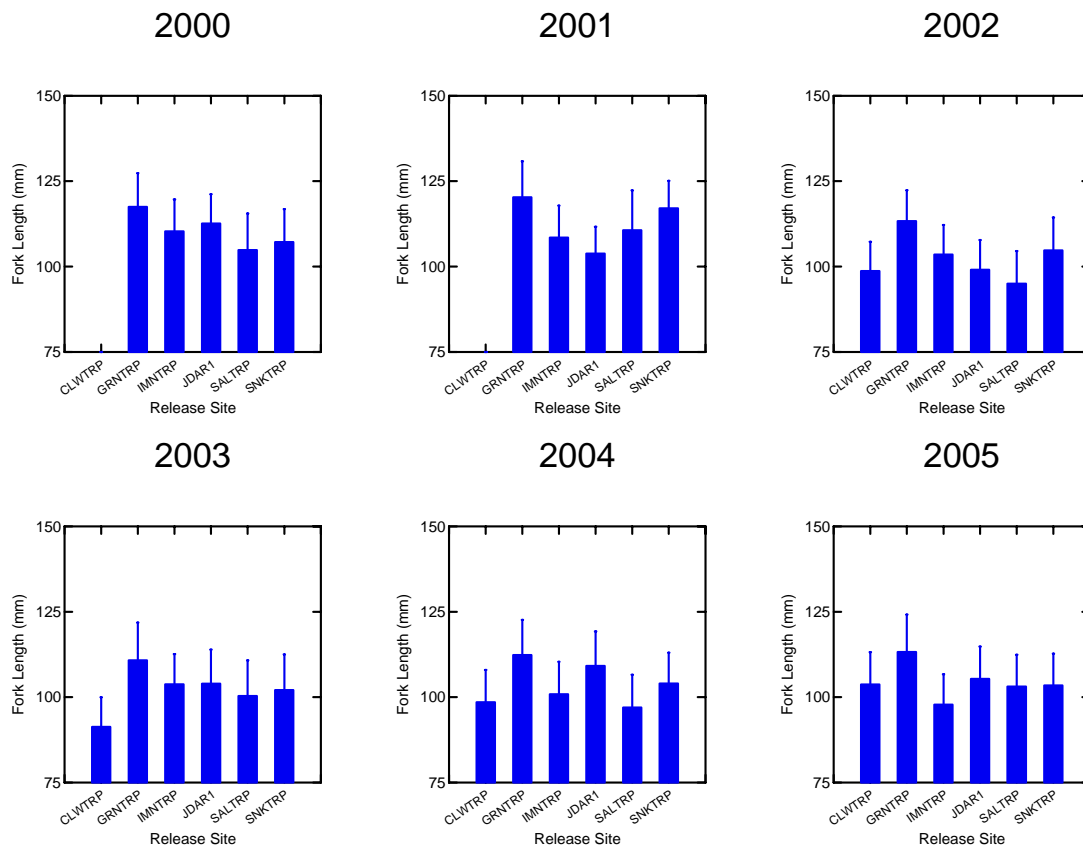 2000
2001
2002
150
125
100
75
Fork Length (mm)
CLWTRP
GRNTRP
IMNTRP
JDAR1
SALTRP
SNKTRP
Release Site
150
125
100
75
Fork Length (mm)
CLWTRP
GRNTRP
IMNTRP
JDAR1
SALTRP
SNKTRP
Release Site
150
125
100
75
Fork Length (mm)
CLWTRP
GRNTRP
IMNTRP
JDAR1
SALTRP
SNKTRP
Release Site
2003
2004
2005
150
125
100
75
Fork Length (mm)
CLWTRP
GRNTRP
IMNTRP
JDAR1
SALTRP
SNKTRP
Release Site
150
125
100
75
Fork Length (mm)
CLWTRP
GRNTRP
IMNTRP
JDAR1
SALTRP
SNKTRP
Release Site
150
125
100
75
Fork Length (mm)
CLWTRP
GRNTRP
IMNTRP
JDAR1
SALTRP
SNKTRP
Release Site